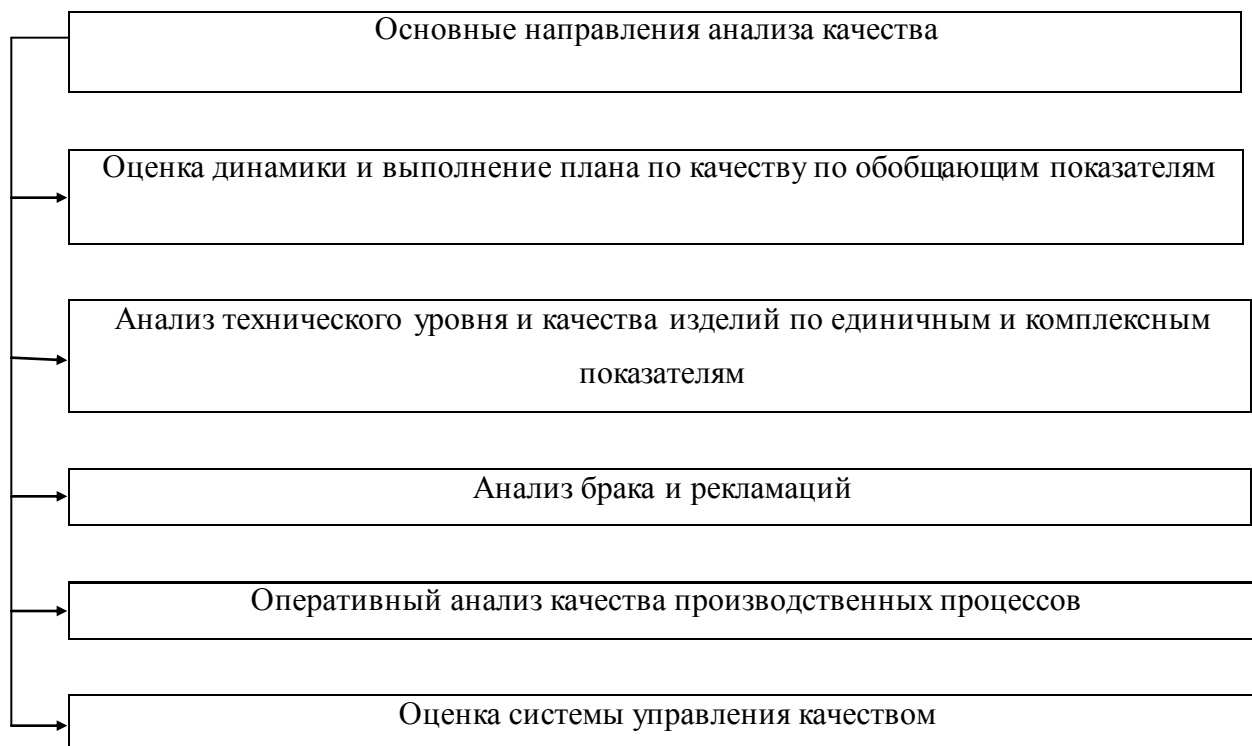 Основные направления анализа качества
Оценка динамики и выполнение плана по качеству по обобщающим показателям
Анализ технического уровня и качества изделий по единичным и комплексным
показателям
Анализ брака и рекламаций
Оперативный анализ качества производственных процессов
Оценка системы управления качеством